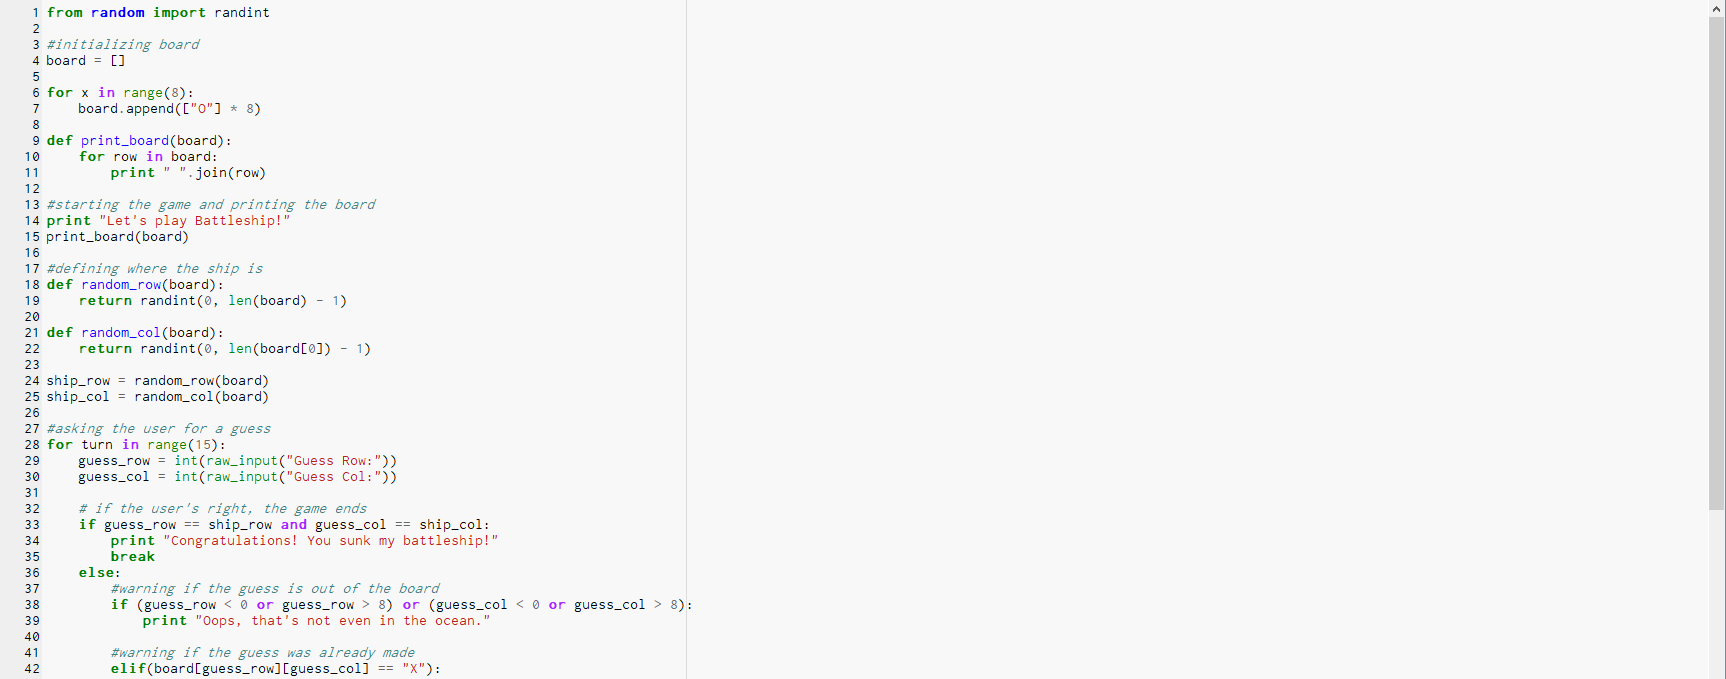 1 from random import randint
2
3 #initializing board
4 board = []
5
6 for x in range(8):
7     board.append(["O"] * 8)
8
9 def print_board(board):
10     for row in board:
11         print " ".join(row)
12
13 #starting the game and printing the board
14 print "Let's play Battleship!"
15 print_board(board)
16
17 #defining where the ship is
18 def random_row(board):
19     return randint(0, len(board) - 1)
20
21 def random_col(board):
22     return randint(0, len(board[0]) - 1)
23
24 ship_row = random_row(board)
25 ship_col = random_col(board)
26
27 #asking the user for a guess
28 for turn in range(15):
29     guess_row = int(raw_input("Guess Row:"))
30     guess_col = int(raw_input("Guess Col:"))
31
32     # if the user's right, the game ends
33     if guess_row == ship_row and guess_col == ship_col:
34         print "Congratulations! You sunk my battleship!"
35         break
36     else:
37         #warning if the guess is out of the board
38         if (guess_row < 0 or guess_row > 8) or (guess_col < 0 or guess_col > 8):
39             print "Oops, that's not even in the ocean."
40
41         #warning if the guess was already made
42         elif(board[guess_row][guess_col] == "X"):